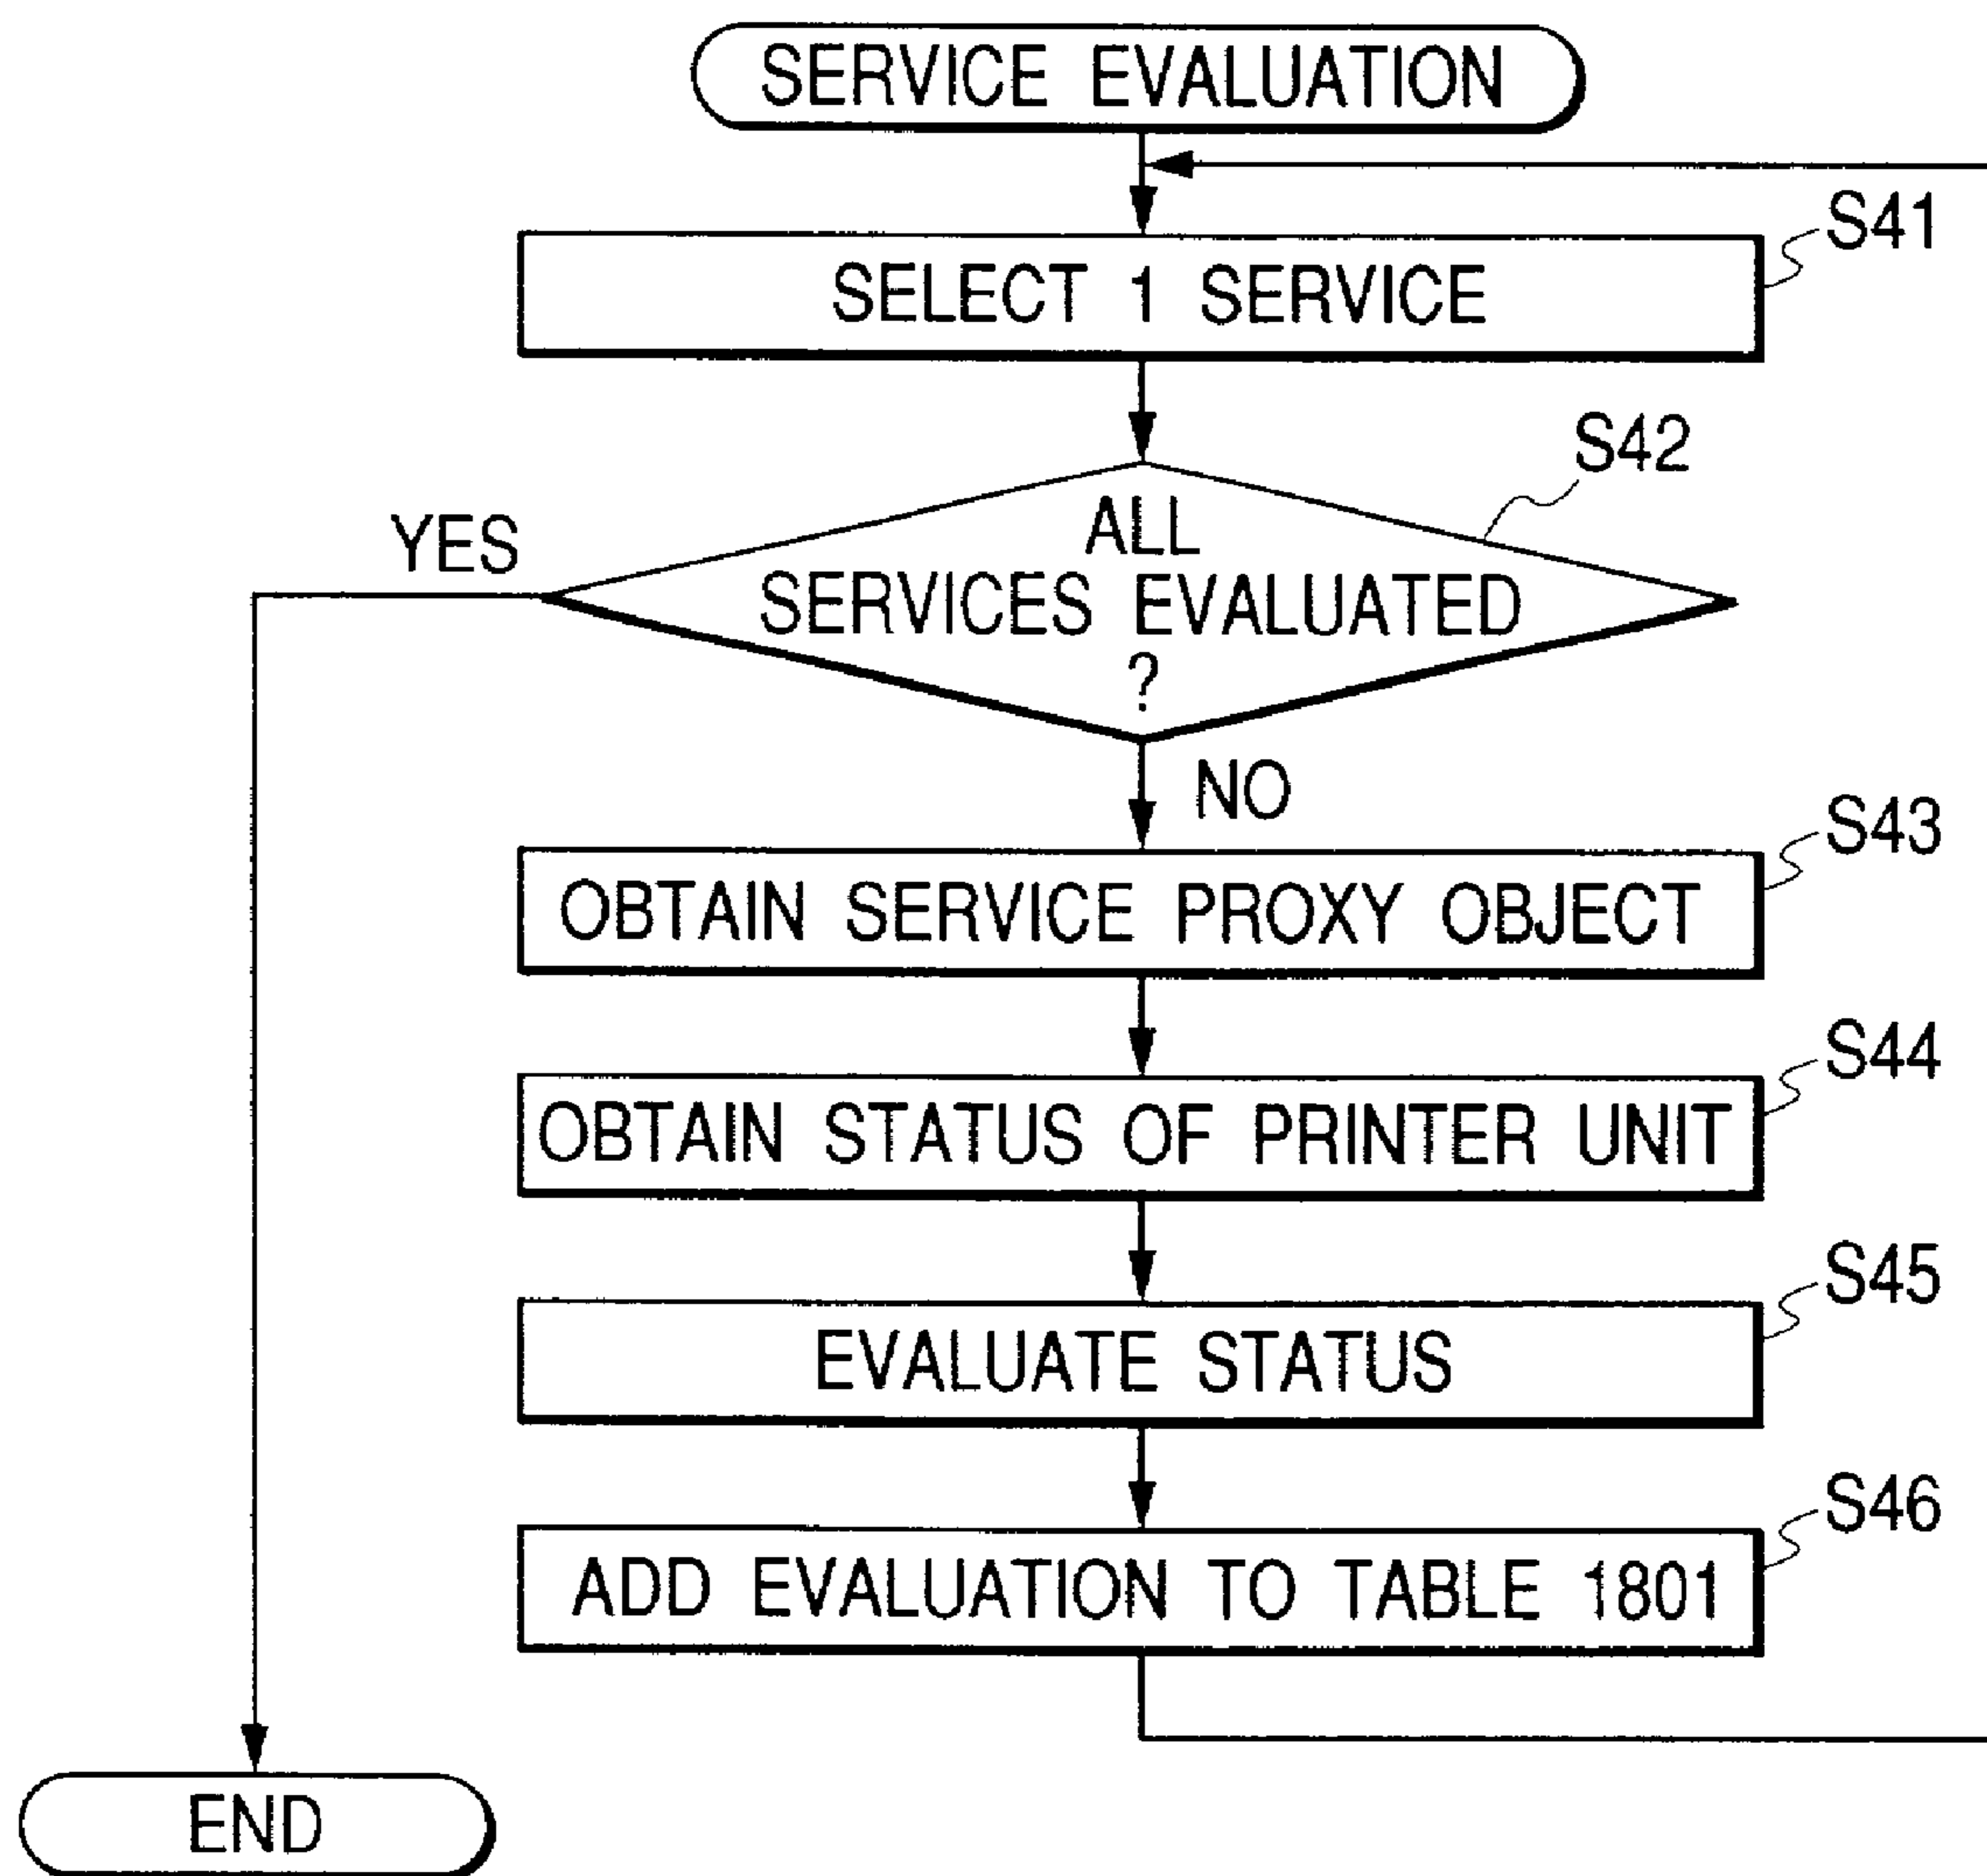 SERVICE EVALUATION
S41
SELECT 1 SERVICE
S42
YES
ALL
SERVICES EVALUATED
?
NO
S43
OBTAIN SERVICE PROXY OBJECT
S44
OBTAIN STATUS OF PRINTER UNIT
S45
EVALUATE STATUS
S46
ADD EVALUATION TO TABLE 1801
END